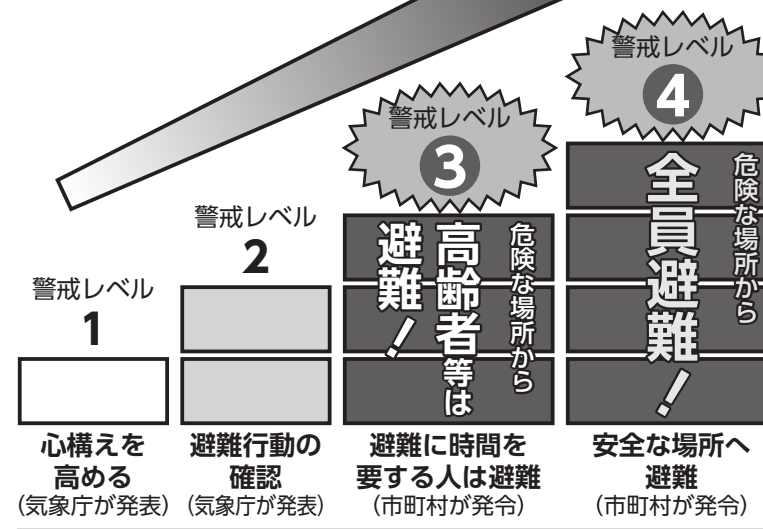 警戒レベル
1
心構えを
高める
(気象庁が発表)
警戒レベル
2
避難行動の
確認
(気象庁が発表)
警戒レベル
3
危険な場所から
高齢者等は
避難!
避難に時間を
要する人は避難
(市町村が発令)
警戒レベル
4
危険な場所から
全員避難!
安全な場所へ
避難
(市町村が発令)